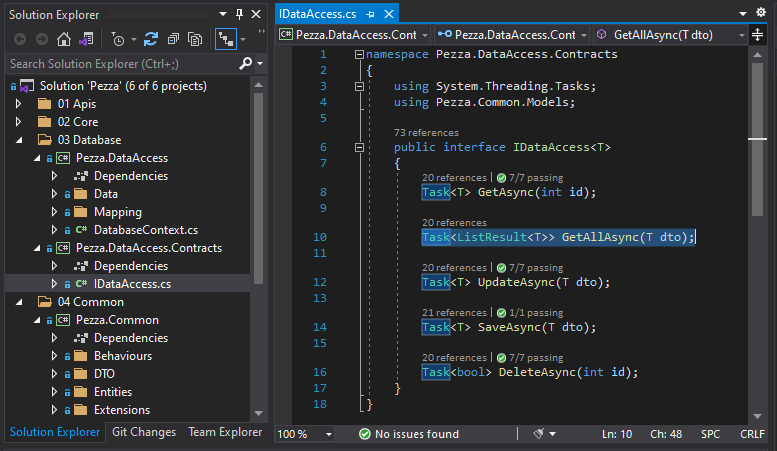 Solution Explorer
Search Solution Explorer (Ctrl+;)
Solution 'Pezza' (6 of 6 projects)
01 Apis
02 Core
03 Database
C# Pezza.DataAccess
Dependencies
Data
Mapping
C# DatabaseContext.cs
C# Pezza.DataAccess.Contracts
Dependencies
C# IDataAccess.cs
04 Common
C# Pezza.Common
Dependencies
Behaviours
DTO
Entities
Extensions
Solution Explorer Git Changes Team Explorer
IDataAccess.cs
C# Pezza.DataAccess.Cont Pezza.DataAccess.Cont GetAllAsync(T dto)
1 namespace Pezza.DataAccess.Contracts
2 {
3 using System.Threading.Tasks;
4 using Pezza.Common.Models;
5
73 references
6 public interface IDataAccess<T>
7 {
20 references | 7/7 passing
8 Task<T> GetAsync(int id);
9
20 references
10 Task<ListResult<T>> GetAllAsync(T dto);
11
20 references | 7/7 passing
12 Task<T> UpdateAsync(T dto);
13
21 references | 1/1 passing
14 Task<T> SaveAsync(T dto);
15
20 references | 7/7 passing
16 Task<bool> DeleteAsync(int id);
17 }
18 }
100 % No issues found Ln: 10 Ch: 48 SPC CRLF